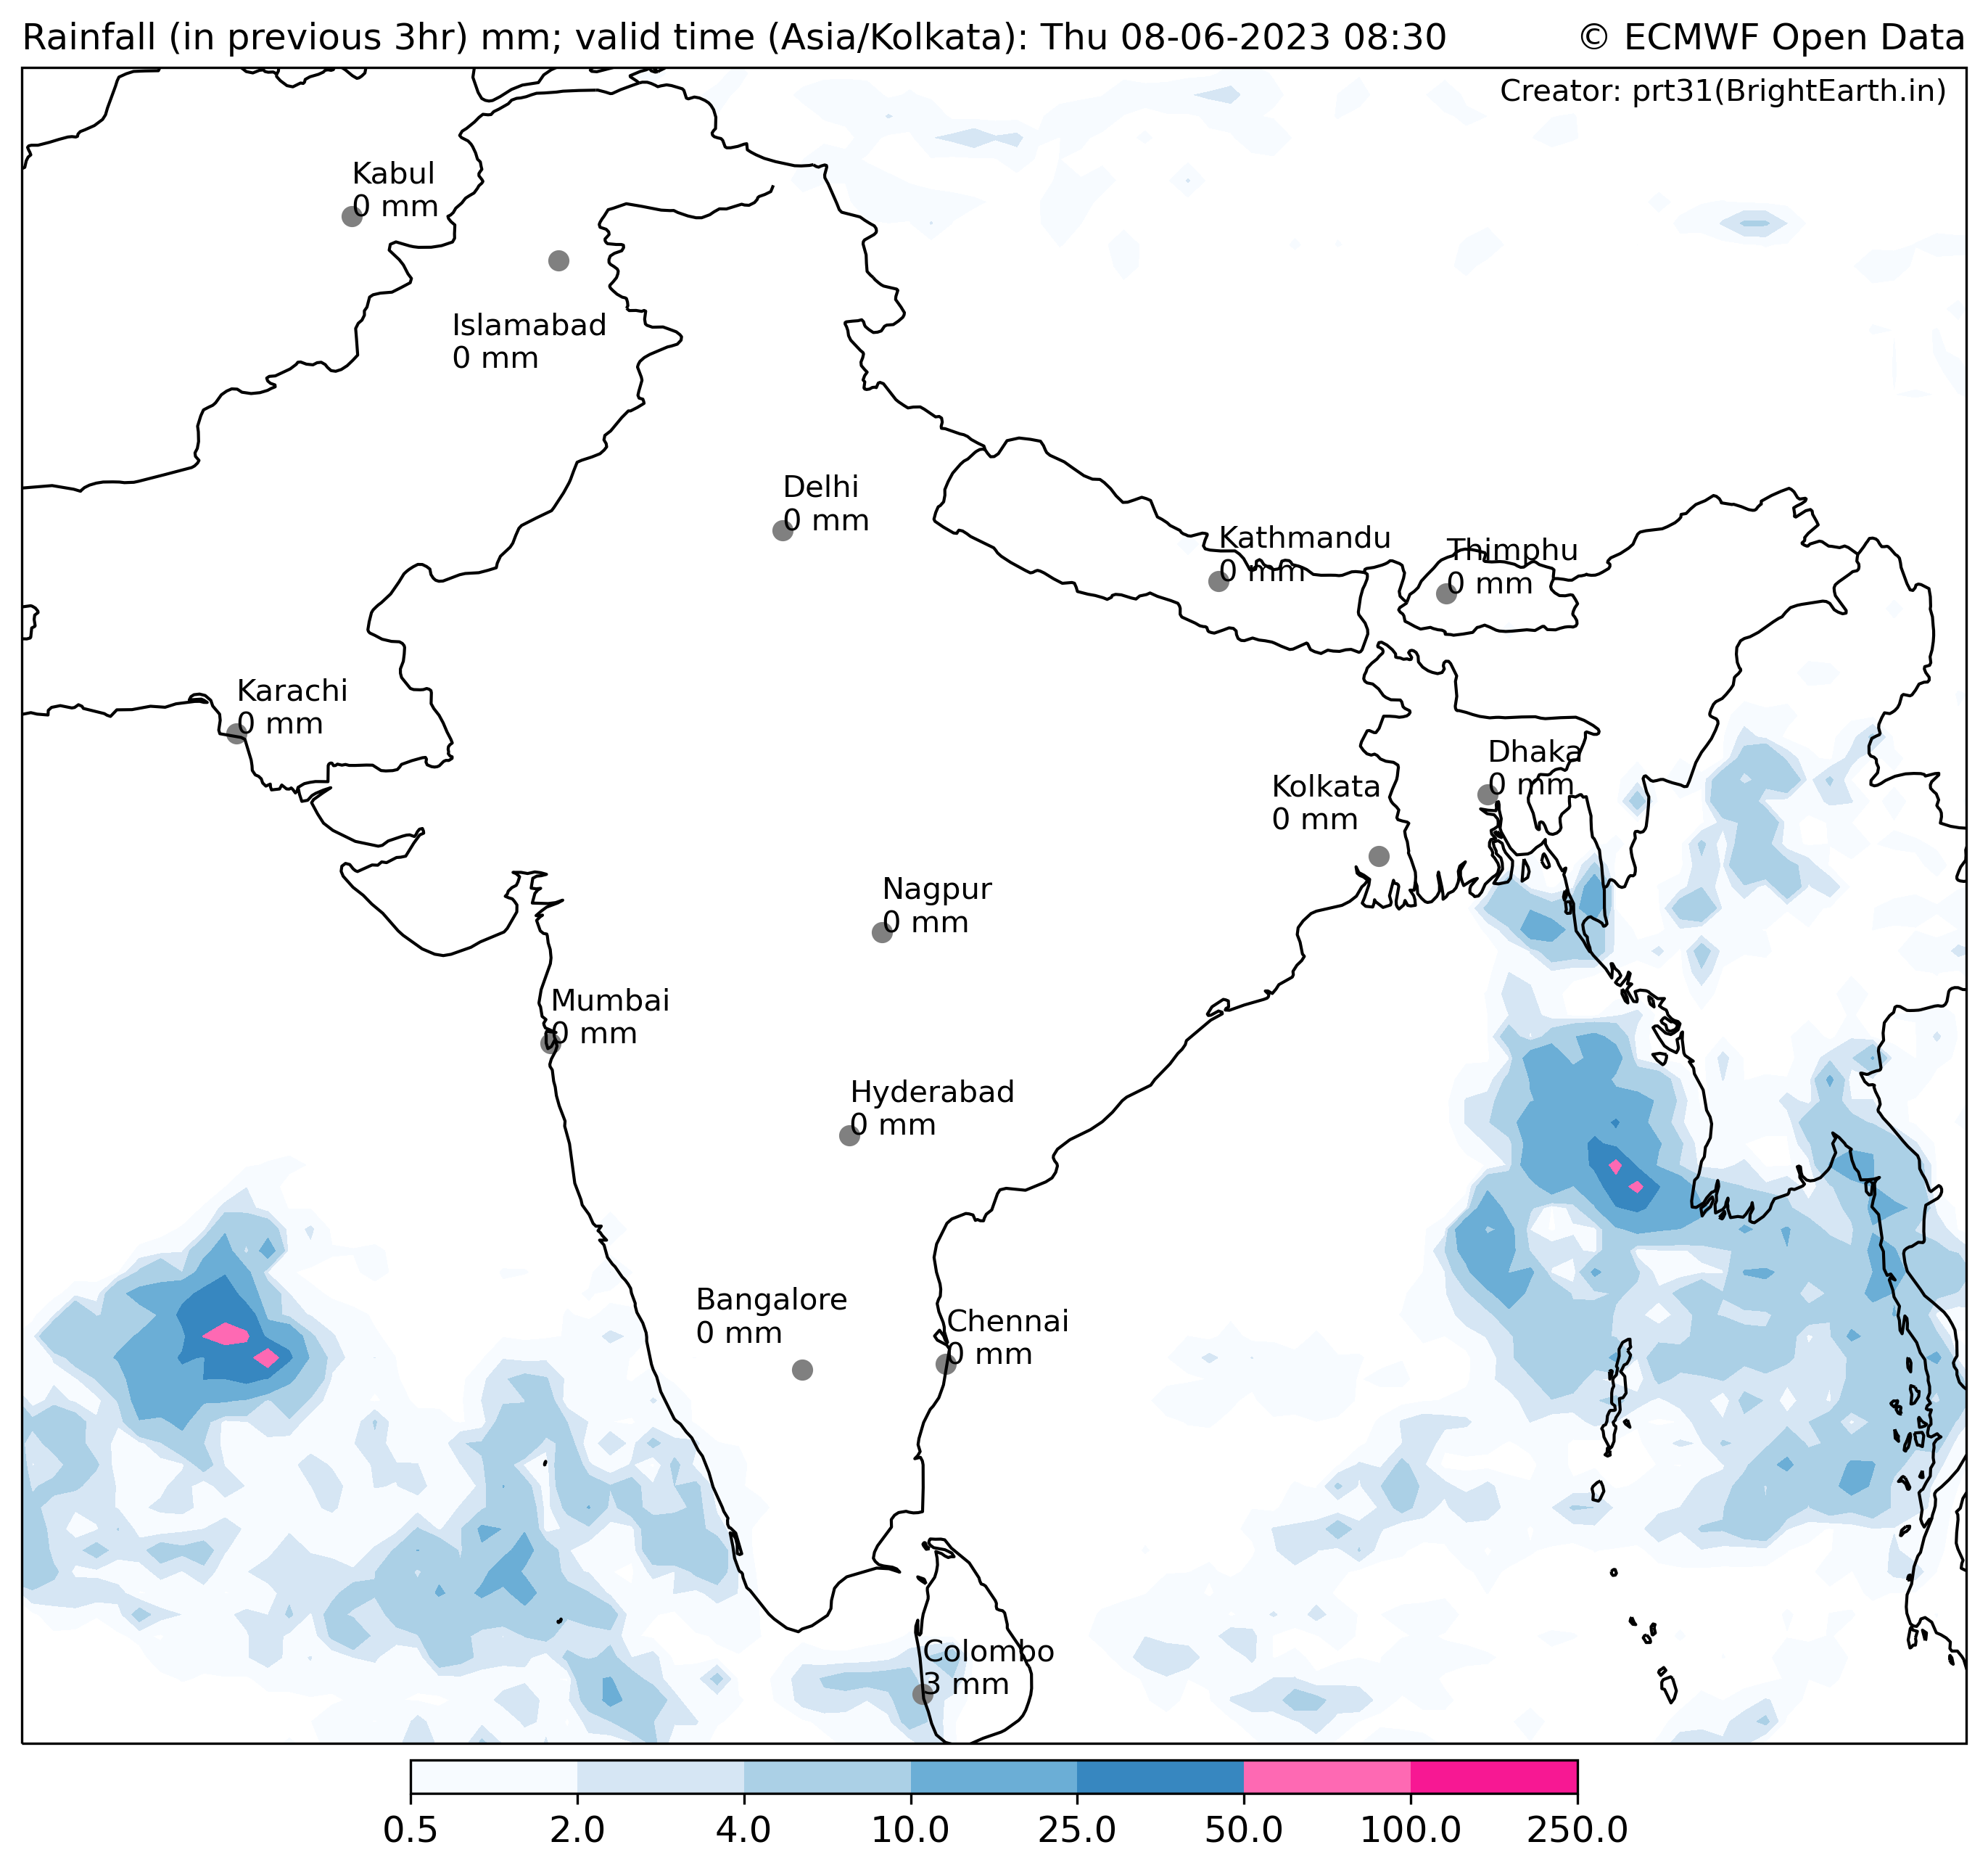 Rainfall (in previous 3hr) mm; valid time (Asia/Kolkata): Thu 08-06-2023 08:30 © ECMWF Open Data
Creator: prt31(BrightEarth.in)
Kabul
0 mm
Islamabad
0 mm
Delhi
0 mm
Kathmandu
0 mm
Thimphu
0 mm
Karachi
0 mm
Dhaka
0 mm
Kolkata
0 mm
Nagpur
0 mm
Mumbai
0 mm
Hyderabad
0 mm
Bangalore
0 mm
Chennai
0 mm
Colombo
3 mm
0.5 2.0 4.0 10.0 25.0 50.0 100.0 250.0